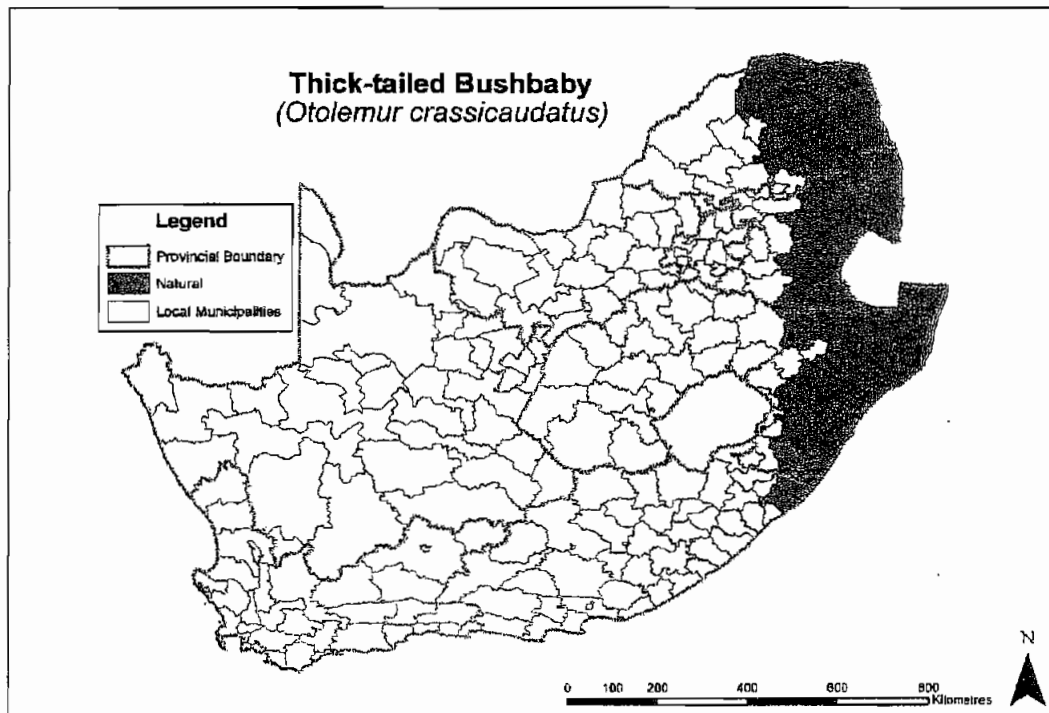 Thick-tailed Bushbaby
(Otolemur crassicaudatus)
Legend
Provincial Boundary
Natural
Local Municipalities
N
0 100 200 400 600 800
Kilometres